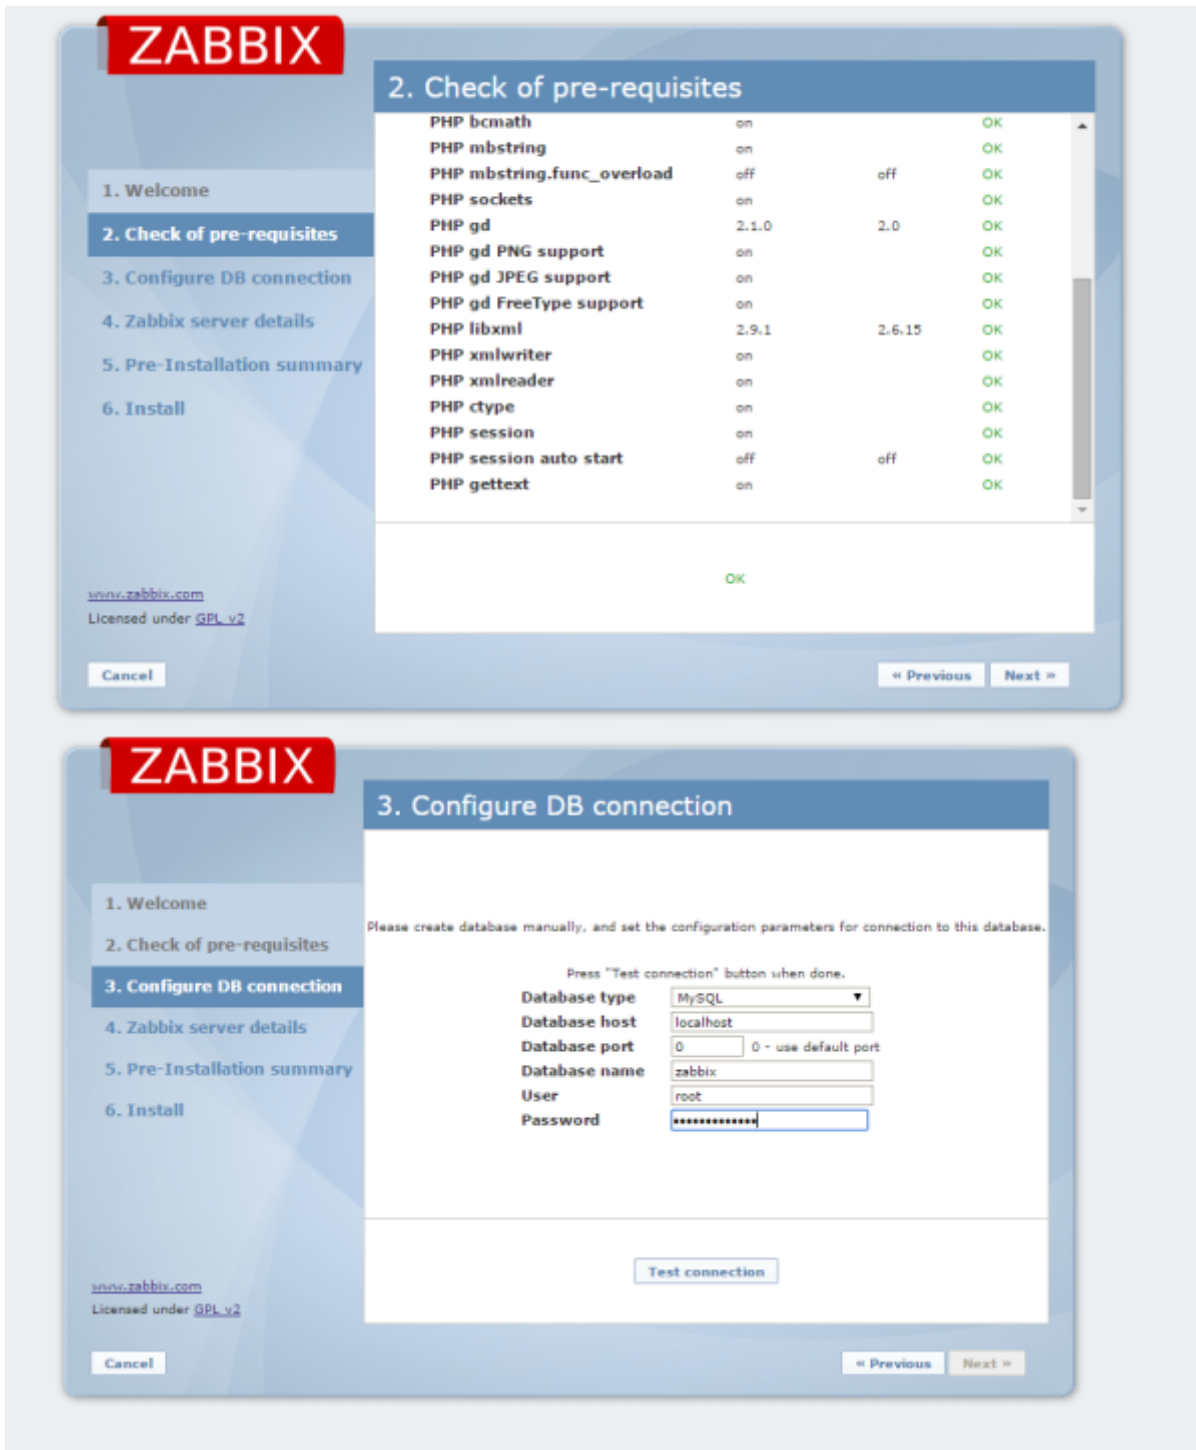 ZABBIX
2. Check of pre-requisites
1. Welcome
2. Check of pre-requisites
3. Configure DB connection
4. Zabbix server details
5. Pre-Installation summary
6. Install
PHP bcmath on OK
PHP mbstring on OK
PHP mbstring.func_overload off off OK
PHP sockets on OK
PHP gd 2.1.0 2.0 OK
PHP gd PNG support on OK
PHP gd JPEG support on OK
PHP gd FreeType support on OK
PHP libxml 2.9.1 2.6.15 OK
PHP xmlwriter on OK
PHP xmlreader on OK
PHP ctype on OK
PHP session on OK
PHP session auto start off off OK
PHP gettext on OK
OK
www.zabbix.com
Licensed under GPL v2
Cancel
« Previous
Next »
ZABBIX
3. Configure DB connection
1. Welcome
2. Check of pre-requisites
3. Configure DB connection
4. Zabbix server details
5. Pre-Installation summary
6. Install
Please create database manually, and set the configuration parameters for connection to this database.
Press "Test connection" button when done.
Database type MySQL
Database host localhost
Database port 0 0 - use default port
Database name zabbix
User root
Password •••••••••••••
Test connection
www.zabbix.com
Licensed under GPL v2
Cancel
« Previous
Next »